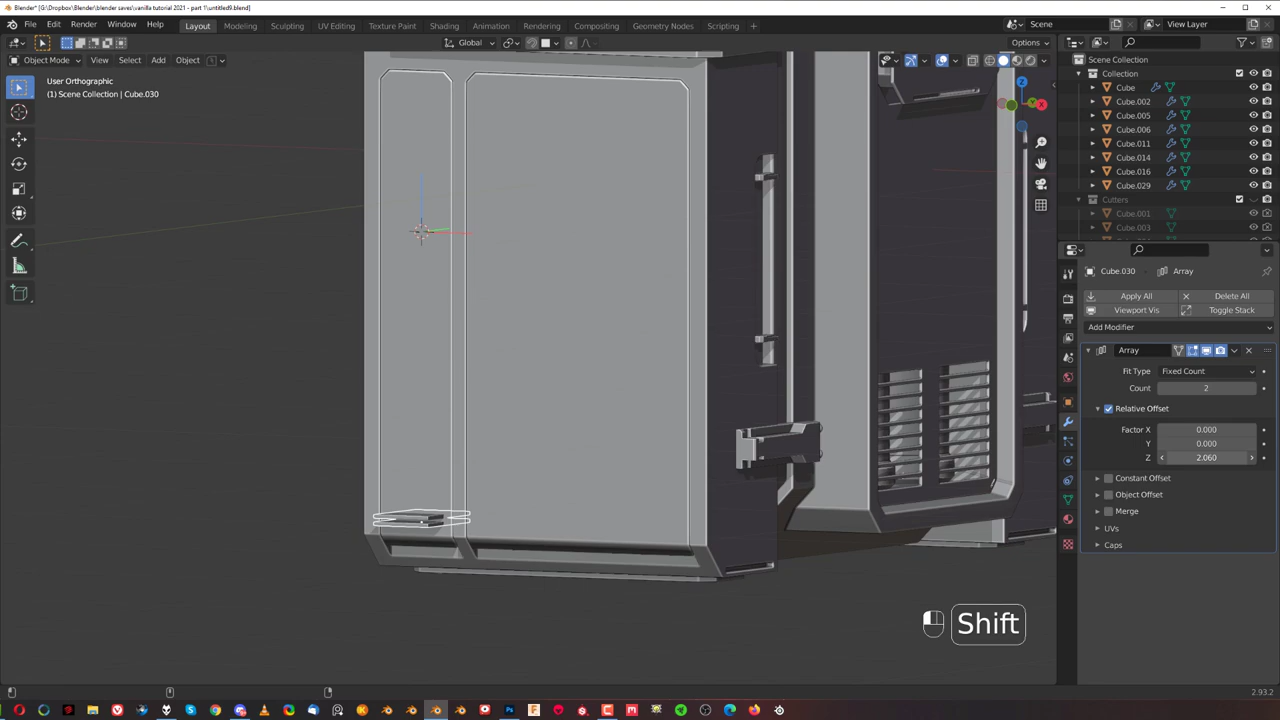 Blender* [G:\Dropbox\Blender\blender saves\vanilla tutorial 2021 - part 1\untitled9.blend]
File Edit Render Window Help Layout Modeling Sculpting UV Editing Texture Paint Shading Animation Rendering Compositing Geometry Nodes Scripting Scene View Layer
Global Options
Object Mode View Select Add Object
User Orthographic
(1) Scene Collection | Cube.030
Scene Collection
Collection
Cube
Cube.002
Cube.005
Cube.006
Cube.011
Cube.014
Cube.016
Cube.029
Cutters
Cube.001
Cube.003
Cube.030 Array
Apply All Delete All
Viewport Vis Toggle Stack
Add Modifier
Array
Fit Type Fixed Count
Count 2
Relative Offset
Factor X 0.000
Y 0.000
Z 2.060
Constant Offset
Object Offset
Merge
UVs
Caps
Shift
2.93.2